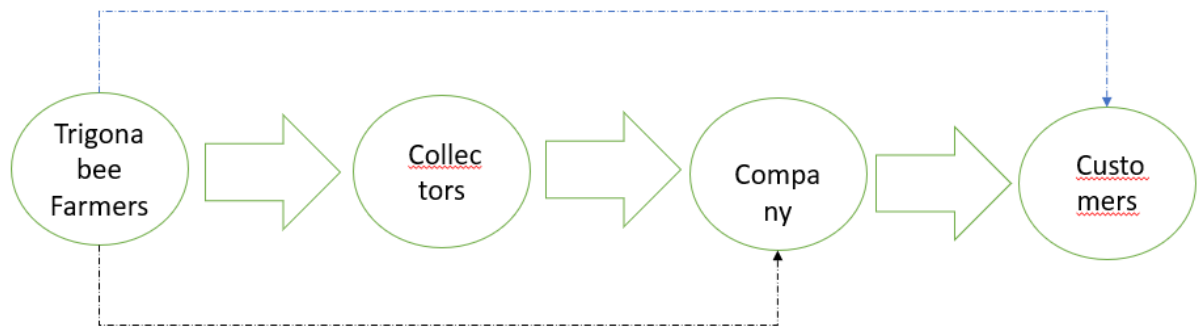 Trigona
bee
Farmers
Collec
tors
Compa
ny
Custo
mers